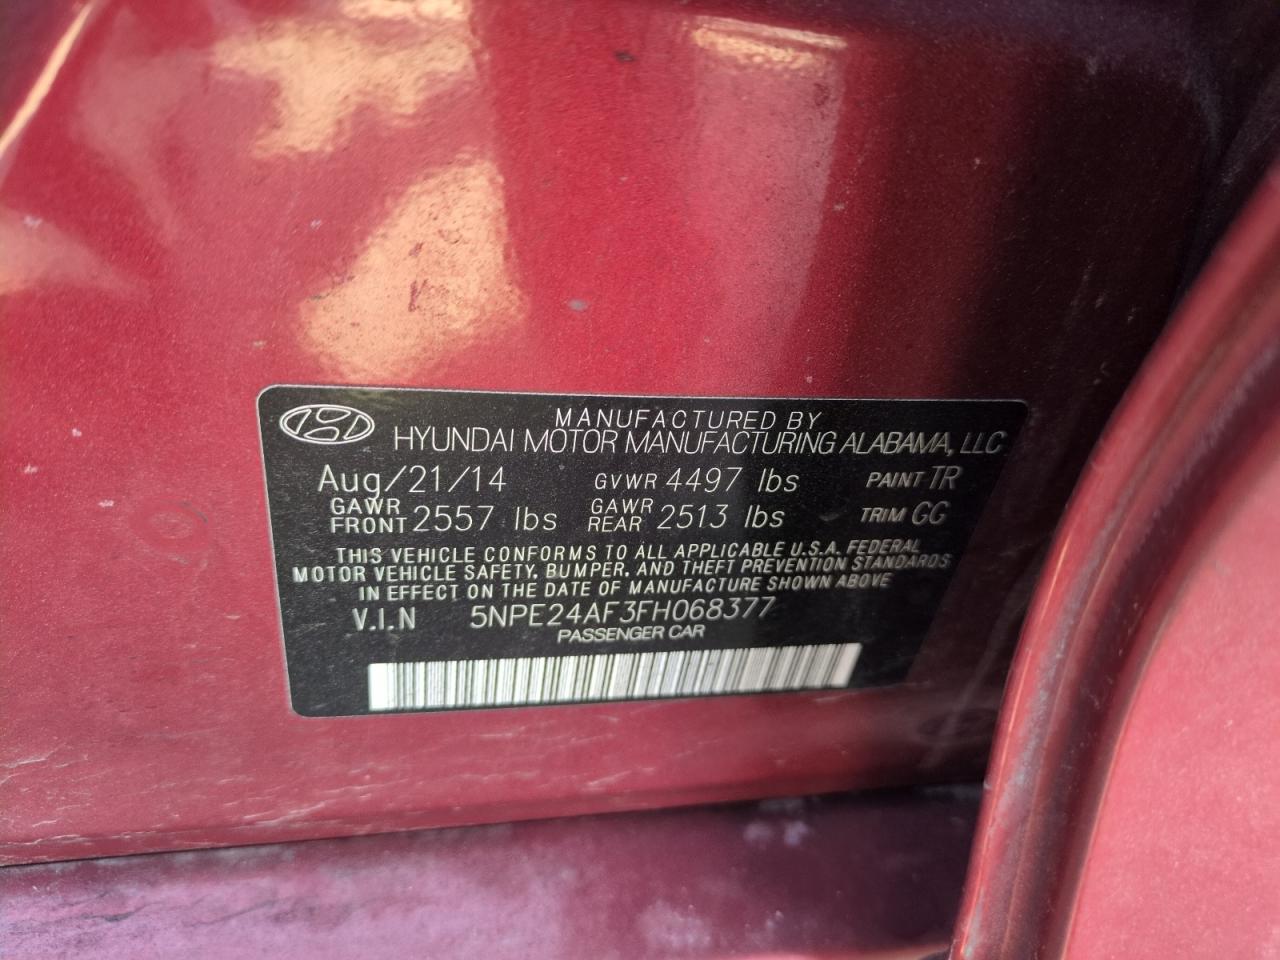 MANUFACTURED BY
HYUNDAI MOTOR MANUFACTURING ALABAMA, LLC
Aug/21/14 GVWR 4497 lbs PAINT TR
GAWR FRONT 2557 lbs GAWR REAR 2513 lbs TRIM GG
THIS VEHICLE CONFORMS TO ALL APPLICABLE U.S.A. FEDERAL
MOTOR VEHICLE SAFETY, BUMPER, AND THEFT PREVENTION STANDARDS
IN EFFECT ON THE DATE OF MANUFACTURE SHOWN ABOVE
V.I.N 5NPE24AF3FH068377
PASSENGER CAR